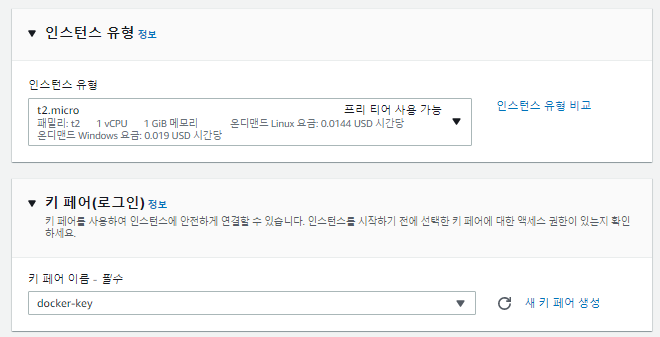 인스턴스 유형 정보
인스턴스 유형
t2.micro 프리 티어 사용 가능
패밀리: t2 1 vCPU 1 GiB 메모리 온디맨드 Linux 요금: 0.0144 USD 시간당
온디맨드 Windows 요금: 0.019 USD 시간당
인스턴스 유형 비교
키 페어(로그인) 정보
키 페어를 사용하여 인스턴스에 안전하게 연결할 수 있습니다. 인스턴스를 시작하기 전에 선택한 키 페어에 대한 액세스 권한이 있는지 확인
하세요.
키 페어 이름 - 필수
docker-key
새 키 페어 생성